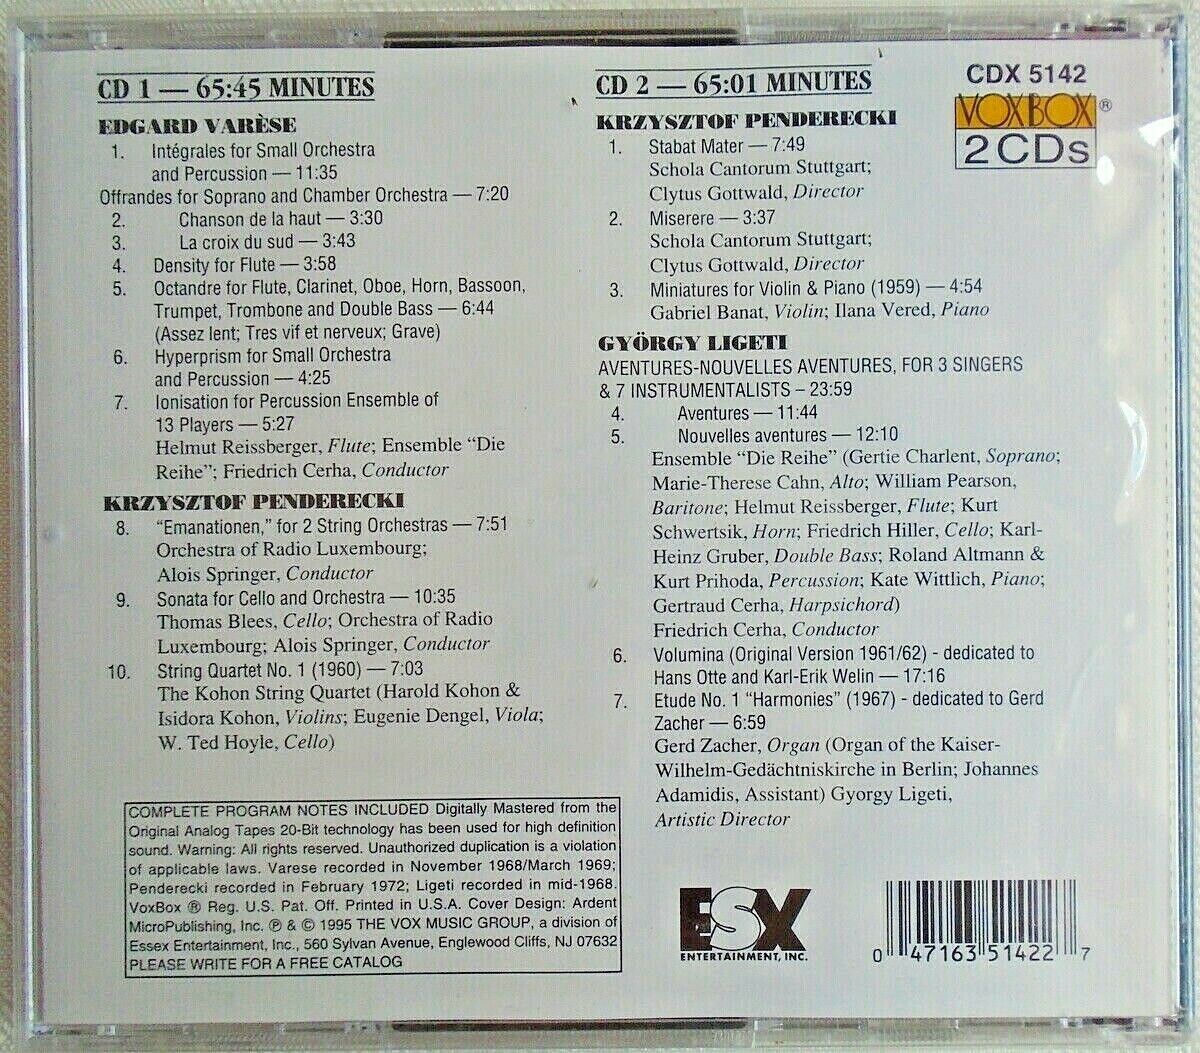 CD 1 — 65:45 MINUTES
EDGARD VARÈSE
1. Intégrales for Small Orchestra
and Percussion — 11:35
Offrandes for Soprano and Chamber Orchestra — 7:20
2. Chanson de la haut — 3:30
3. La croix du sud — 3:43
4. Density for Flute — 3:58
5. Octandre for Flute, Clarinet, Oboe, Horn, Bassoon,
Trumpet, Trombone and Double Bass — 6:44
(Assez lent; Tres vif et nerveux; Grave)
6. Hyperprism for Small Orchestra
and Percussion — 4:25
7. Ionisation for Percussion Ensemble of
13 Players — 5:27
Helmut Reissberger, Flute; Ensemble “Die
Reihe”; Friedrich Cerha, Conductor
KRZYSZTOF PENDERECKI
8. “Emanationen,” for 2 String Orchestras — 7:51
Orchestra of Radio Luxembourg;
Alois Springer, Conductor
9. Sonata for Cello and Orchestra — 10:35
Thomas Blees, Cello; Orchestra of Radio
Luxembourg; Alois Springer, Conductor
10. String Quartet No. 1 (1960) — 7:03
The Kohon String Quartet (Harold Kohon &
Isidora Kohon, Violins; Eugenie Dengel, Viola;
W. Ted Hoyle, Cello)
COMPLETE PROGRAM NOTES INCLUDED Digitally Mastered from the
Original Analog Tapes 20-Bit technology has been used for high definition
sound. Warning: All rights reserved. Unauthorized duplication is a violation
of applicable laws. Varese recorded in November 1968/March 1969;
Penderecki recorded in February 1972; Ligeti recorded in mid-1968.
VoxBox ® Reg. U.S. Pat. Off. Printed in U.S.A. Cover Design: Ardent
MicroPublishing, Inc. ℗ & © 1995 THE VOX MUSIC GROUP, a division of
Essex Entertainment, Inc., 560 Sylvan Avenue, Englewood Cliffs, NJ 07632
PLEASE WRITE FOR A FREE CATALOG
CD 2 — 65:01 MINUTES
KRZYSZTOF PENDERECKI
1. Stabat Mater — 7:49
Schola Cantorum Stuttgart;
Clytus Gottwald, Director
2. Miserere — 3:37
Schola Cantorum Stuttgart;
Clytus Gottwald, Director
3. Miniatures for Violin & Piano (1959) — 4:54
Gabriel Banat, Violin; Ilana Vered, Piano
GYÖRGY LIGETI
AVENTURES-NOUVELLES AVENTURES, FOR 3 SINGERS
& 7 INSTRUMENTALISTS – 23:59
4. Aventures — 11:44
5. Nouvelles aventures — 12:10
Ensemble “Die Reihe” (Gertie Charlent, Soprano;
Marie-Therese Cahn, Alto; William Pearson,
Baritone; Helmut Reissberger, Flute; Kurt
Schwertsik, Horn; Friedrich Hiller, Cello; Karl-
Heinz Gruber, Double Bass; Roland Altmann &
Kurt Prihoda, Percussion; Kate Wittlich, Piano;
Gertraud Cerha, Harpsichord)
Friedrich Cerha, Conductor
6. Volumina (Original Version 1961/62) - dedicated to
Hans Otte and Karl-Erik Welin — 17:16
7. Etude No. 1 "Harmonies" (1967) - dedicated to Gerd
Zacher — 6:59
Gerd Zacher, Organ (Organ of the Kaiser-
Wilhelm-Gedächtniskirche in Berlin; Johannes
Adamidis, Assistant) Gyorgy Ligeti,
Artistic Director
CDX 5142
VOXBOX ®
2 CDs
ESX
ENTERTAINMENT, INC.
0 47163 51422 7